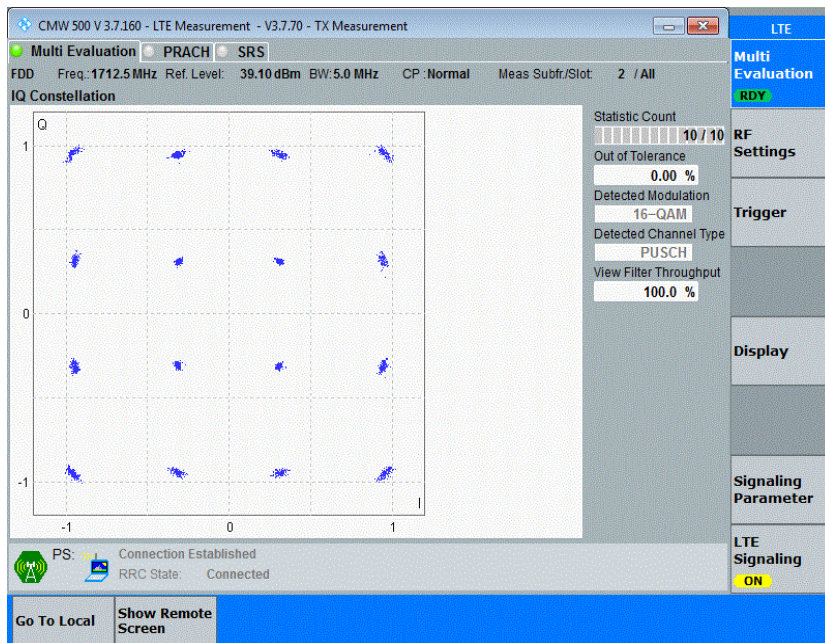 CMW 500 V 3.7.160 - LTE Measurement - V3.7.70 - TX Measurement
LTE
Multi Evaluation PRACH SRS
Multi
Evaluation
RDY
FDD Freq.: 1712.5 MHz Ref. Level: 39.10 dBm BW: 5.0 MHz CP : Normal Meas Subfr./Slot: 2 / All
IQ Constellation
Q
1
0
-1
I
-1
0
1
Statistic Count
10 / 10
Out of Tolerance
0.00 %
Detected Modulation
16-QAM
Detected Channel Type
PUSCH
View Filter Throughput
100.0 %
RF
Settings
Trigger
Display
Signaling
Parameter
LTE
Signaling
ON
PS: Connection Established
RRC State: Connected
Go To Local
Show Remote
Screen